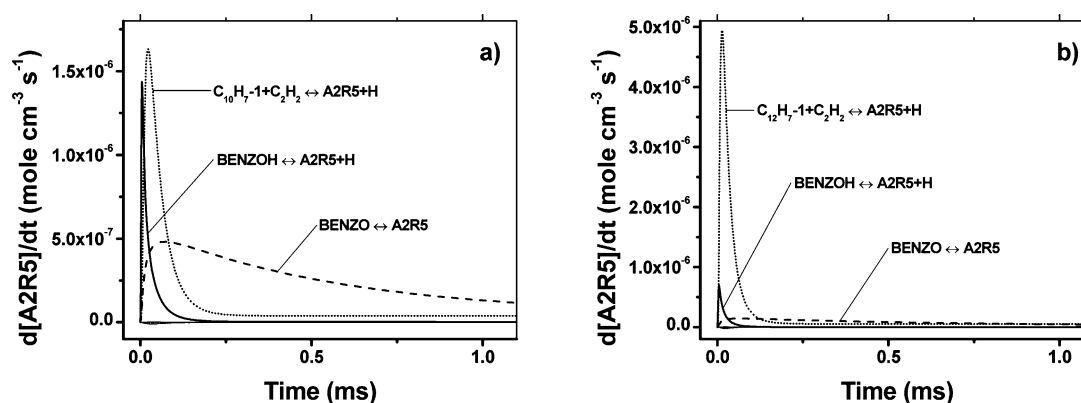 a)
d[A2R5]/dt (mole cm⁻³ s⁻¹)
1.5x10⁻⁶
1.0x10⁻⁶
5.0x10⁻⁷
0.0
C₁₀H₇-1+C₂H₂ ↔ A2R5+H
BENZOH ↔ A2R5+H
BENZO ↔ A2R5
0.0 0.5 1.0
Time (ms)
b)
d[A2R5]/dt (mole cm⁻³ s⁻¹)
5.0x10⁻⁶
4.0x10⁻⁶
3.0x10⁻⁶
2.0x10⁻⁶
1.0x10⁻⁶
0.0
C₁₂H₇-1+C₂H₂ ↔ A2R5+H
BENZOH ↔ A2R5+H
BENZO ↔ A2R5
0.0 0.5 1.0
Time (ms)